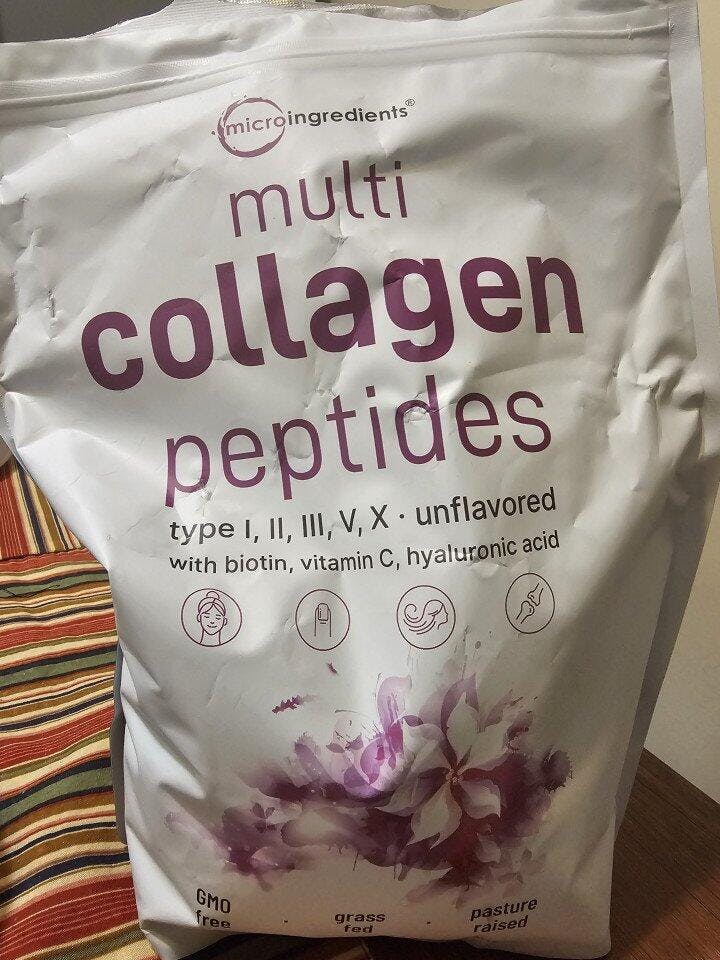 microingredients®
multi
collagen
peptides
type I, II, III, V, X · unflavored
with biotin, vitamin C, hyaluronic acid
GMO
free
·
grass
fed
·
pasture
raised